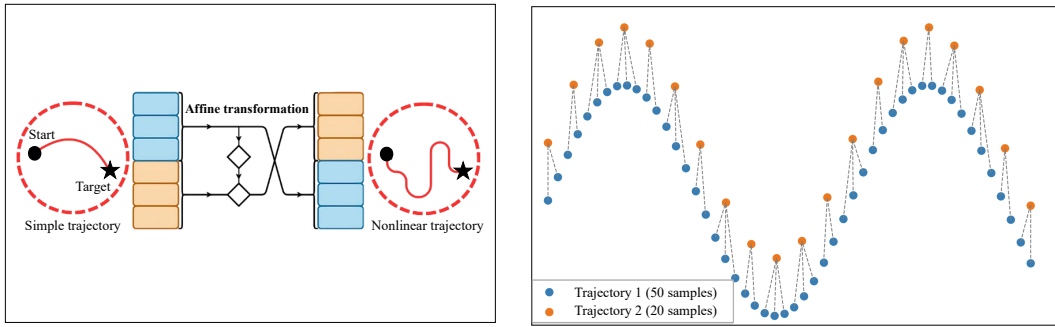 Affine transformation
Start
Target
Simple trajectory
Nonlinear trajectory
Trajectory 1 (50 samples)
Trajectory 2 (20 samples)